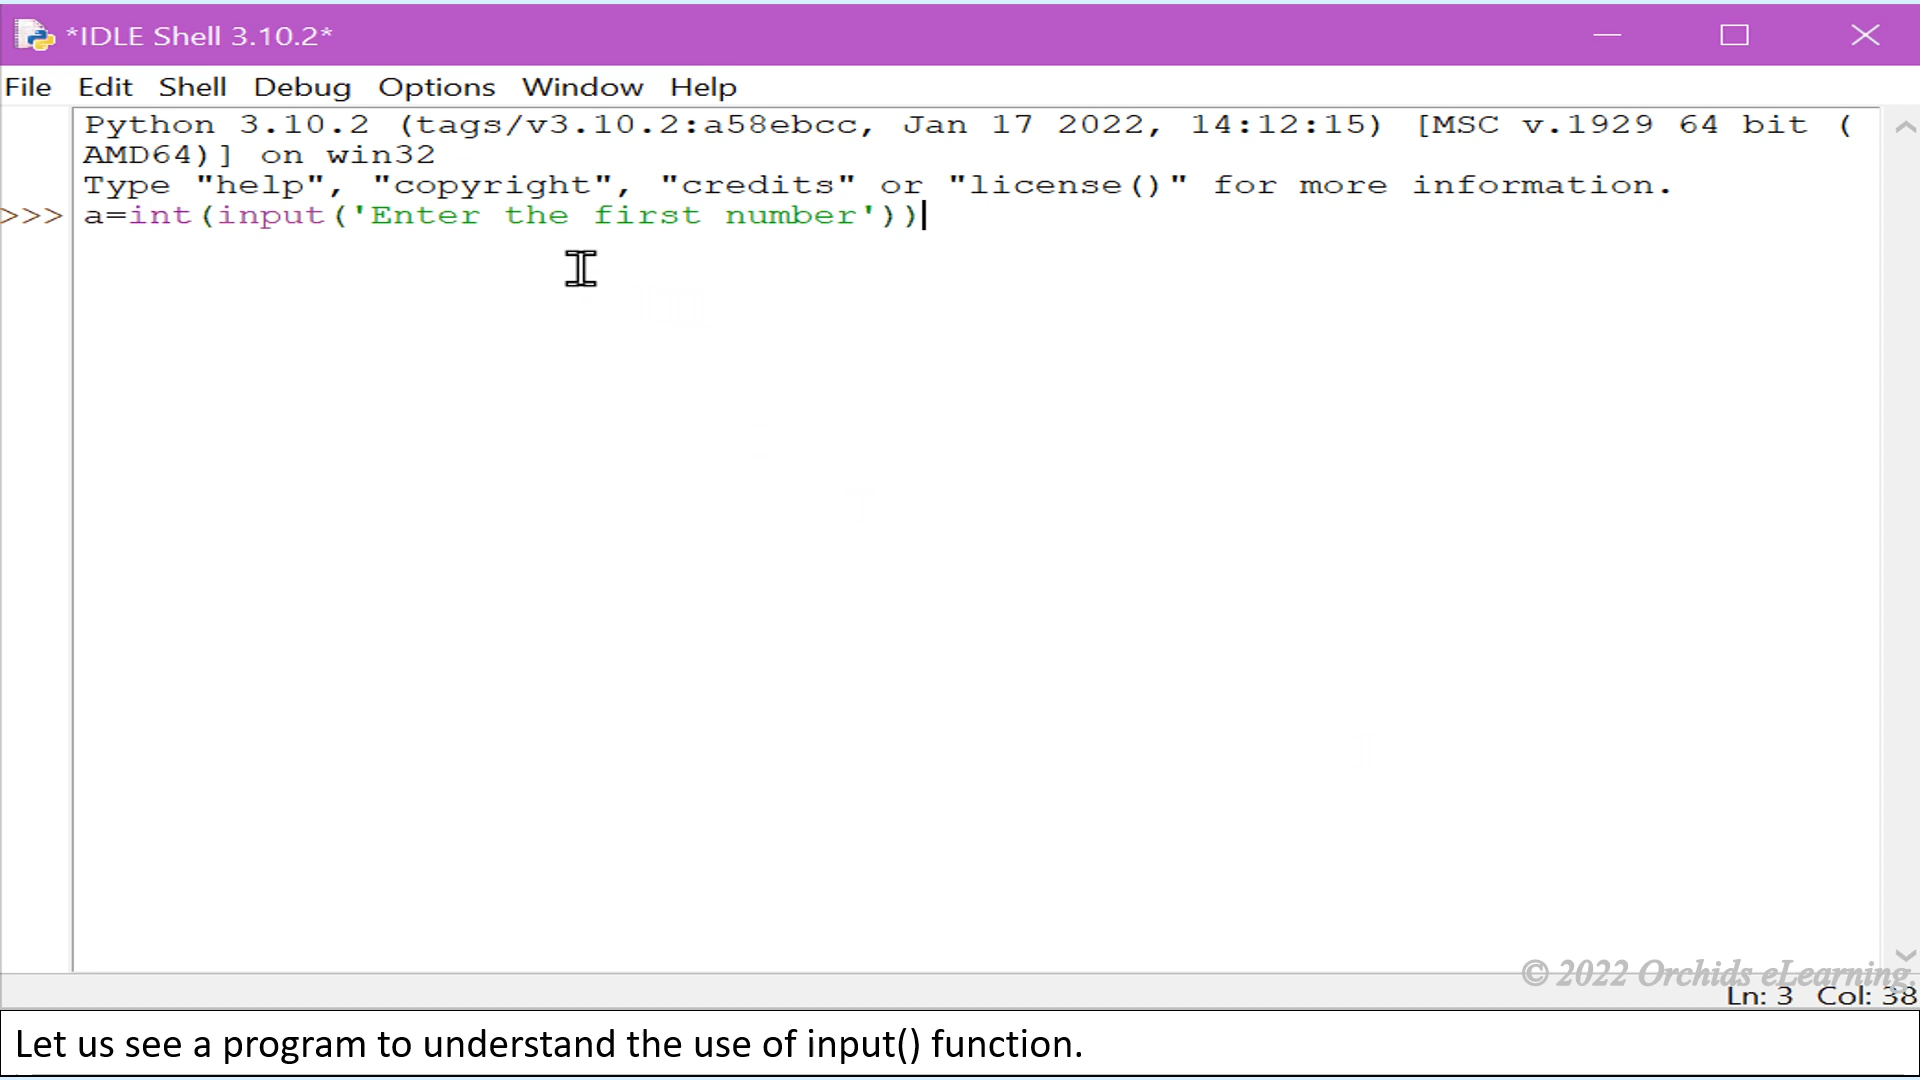 *IDLE Shell 3.10.2*
File Edit Shell Debug Options Window Help
Python 3.10.2 (tags/v3.10.2:a58ebcc, Jan 17 2022, 14:12:15) [MSC v.1929 64 bit (
AMD64)] on win32
Type "help", "copyright", "credits" or "license()" for more information.
>>> a=int(input('Enter the first number'))
© 2022 Orchids eLearning.
Ln: 3 Col: 38
Let us see a program to understand the use of input() function.